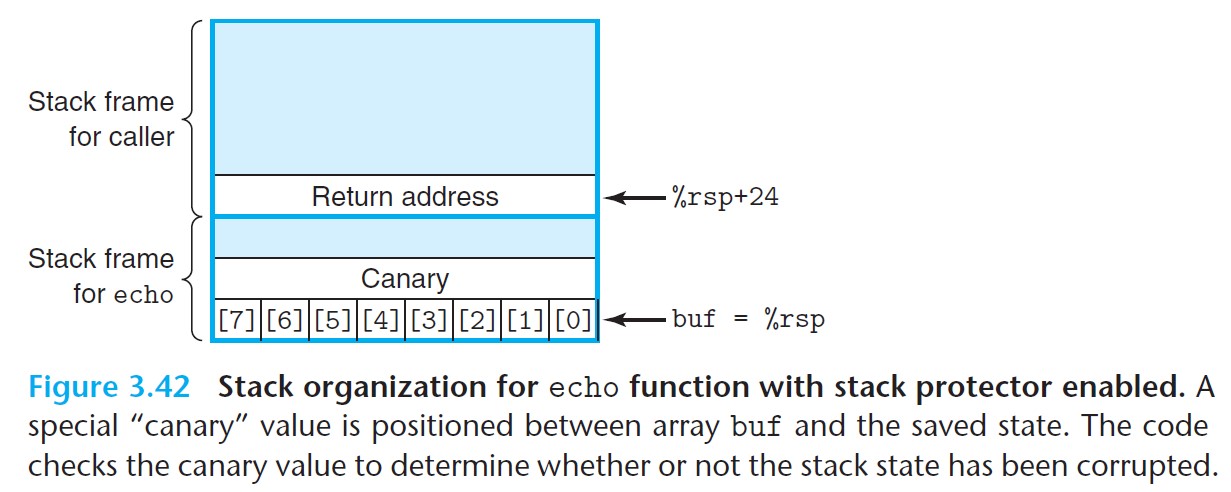 Stack frame
for caller
Return address
%rsp+24
Stack frame
for echo
Canary
[7] [6] [5] [4] [3] [2] [1] [0]
buf = %rsp
Figure 3.42 Stack organization for echo function with stack protector enabled. A
special “canary” value is positioned between array buf and the saved state. The code
checks the canary value to determine whether or not the stack state has been corrupted.